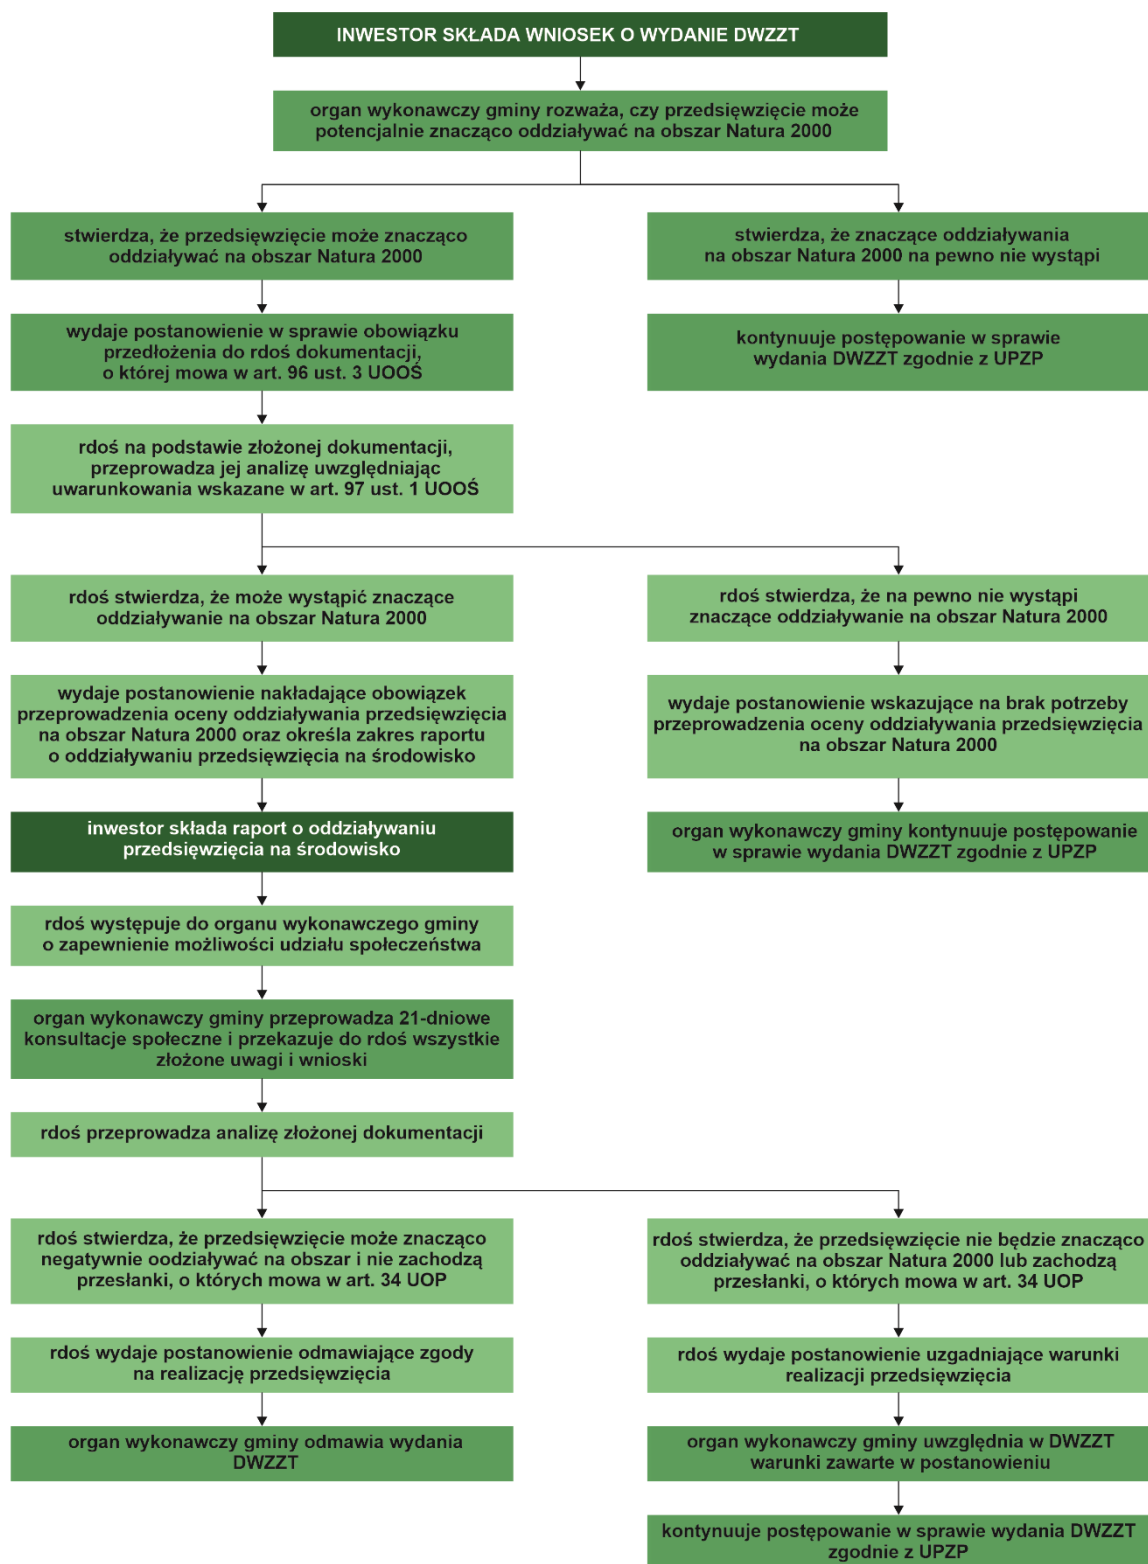 INWESTOR SKŁADA WNIOSEK O WYDANIE DWZZT
organ wykonawczy gminy rozważa, czy przedsięwzięcie może
potencjalnie znacząco oddziaływać na obszar Natura 2000
stwierdza, że przedsięwzięcie może znacząco
oddziaływać na obszar Natura 2000
stwierdza, że znaczące oddziaływania
na obszar Natura 2000 na pewno nie wystąpi
wydaje postanowienie w sprawie obowiązku
przedłożenia do rdoś dokumentacji,
o której mowa w art. 96 ust. 3 UOOŚ
kontynuuje postępowanie w sprawie
wydania DWZZT zgodnie z UPZP
rdoś na podstawie złożonej dokumentacji,
przeprowadza jej analizę uwzględniając
uwarunkowania wskazane w art. 97 ust. 1 UOOŚ
rdoś stwierdza, że może wystąpić znaczące
oddziaływanie na obszar Natura 2000
rdoś stwierdza, że na pewno nie wystąpi
znaczące oddziaływanie na obszar Natura 2000
wydaje postanowienie nakładające obowiązek
przeprowadzenia oceny oddziaływania przedsięwzięcia
na obszar Natura 2000 oraz określa zakres raportu
o oddziaływaniu przedsięwzięcia na środowisko
wydaje postanowienie wskazujące na brak potrzeby
przeprowadzenia oceny oddziaływania przedsięwzięcia
na obszar Natura 2000
inwestor składa raport o oddziaływaniu
przedsięwzięcia na środowisko
organ wykonawczy gminy kontynuuje postępowanie
w sprawie wydania DWZZT zgodnie z UPZP
rdoś występuje do organu wykonawczego gminy
o zapewnienie możliwości udziału społeczeństwa
organ wykonawczy gminy przeprowadza 21-dniowe
konsultacje społeczne i przekazuje do rdoś wszystkie
złożone uwagi i wnioski
rdoś przeprowadza analizę złożonej dokumentacji
rdoś stwierdza, że przedsięwzięcie może znacząco
negatywnie oodziaływać na obszar i nie zachodzą
przesłanki, o których mowa w art. 34 UOP
rdoś stwierdza, że przedsięwzięcie nie będzie znacząco
oddziaływać na obszar Natura 2000 lub zachodzą
przesłanki, o których mowa w art. 34 UOP
rdoś wydaje postanowienie odmawiające zgody
na realizację przedsięwzięcia
rdoś wydaje postanowienie uzgadniające warunki
realizacji przedsięwzięcia
organ wykonawczy gminy odmawia wydania
DWZZT
organ wykonawczy gminy uwzględnia w DWZZT
warunki zawarte w postanowieniu
kontynuuje postępowanie w sprawie wydania DWZZT
zgodnie z UPZP